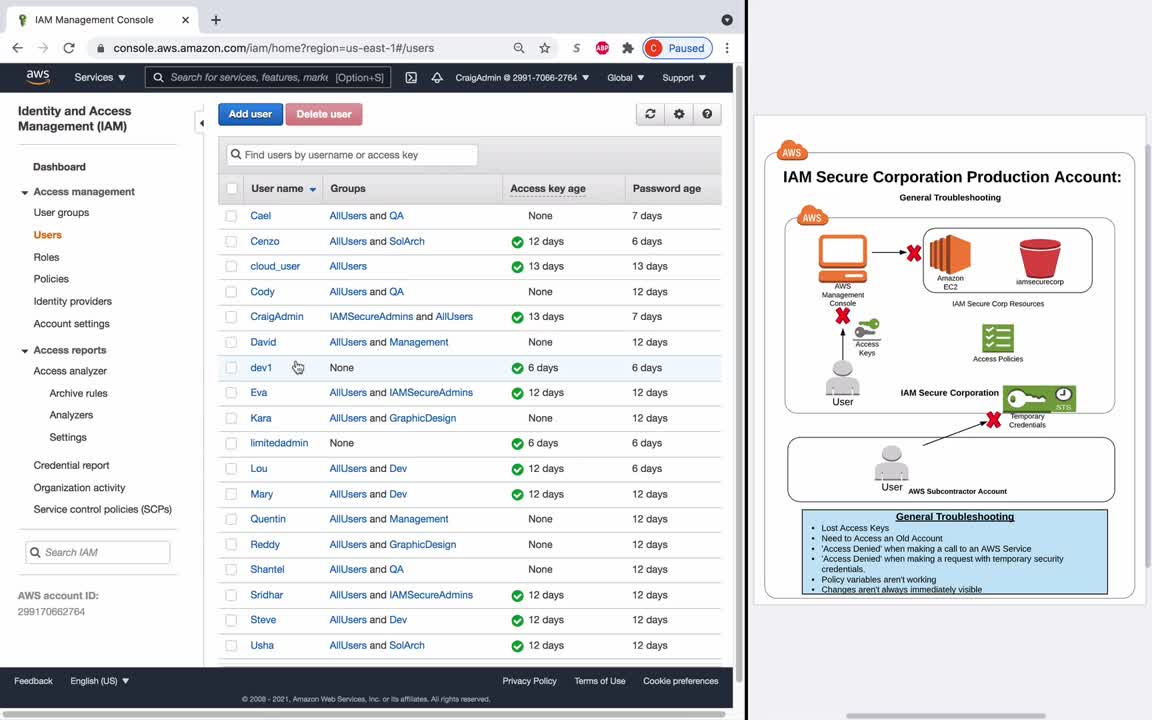 IAM Management Console
console.aws.amazon.com/iam/home?region=us-east-1#/users
S
ABP
C
Paused
aws
Services
Search for services, features, marke
[Option+S]
CraigAdmin @ 2991-7066-2764
Global
Support
Identity and Access
Management (IAM)
Dashboard
Access management
User groups
Users
Roles
Policies
Identity providers
Account settings
Access reports
Access analyzer
Archive rules
Analyzers
Settings
Credential report
Organization activity
Service control policies (SCPs)
Search IAM
AWS account ID:
299170662764
Add user
Delete user
Find users by username or access key
User name Groups Access key age Password age
Cael AllUsers and QA None 7 days
Cenzo AllUsers and SolArch 12 days 6 days
cloud_user AllUsers 13 days 13 days
Cody AllUsers and QA None 12 days
CraigAdmin IAMSecureAdmins and AllUsers 13 days 7 days
David AllUsers and Management None 12 days
dev1 None 6 days 6 days
Eva AllUsers and IAMSecureAdmins 12 days 12 days
Kara AllUsers and GraphicDesign None 12 days
limitedadmin None 6 days 6 days
Lou AllUsers and Dev 12 days 6 days
Mary AllUsers and Dev 12 days 12 days
Quentin AllUsers and Management None 12 days
Reddy AllUsers and GraphicDesign None 12 days
Shantel AllUsers and QA None 12 days
Sridhar AllUsers and IAMSecureAdmins 12 days 12 days
Steve AllUsers and Dev 12 days 12 days
Usha AllUsers and SolArch 12 days 12 days
Feedback
English (US)
Privacy Policy
Terms of Use
Cookie preferences
© 2008 - 2021, Amazon Web Services, Inc. or its affiliates. All rights reserved.
AWS
IAM Secure Corporation Production Account:
General Troubleshooting
AWS
AWS
Management
Console
Amazon
EC2
iamsecurecorp
IAM Secure Corp Resources
Access
Keys
Access Policies
User
IAM Secure Corporation
STS
Temporary
Credentials
User
AWS Subcontractor Account
General Troubleshooting
• Lost Access Keys
• Need to Access an Old Account
• 'Access Denied' when making a call to an AWS Service
• 'Access Denied' when making a request with temporary security
credentials.
• Policy variables aren't working
• Changes aren't always immediately visible